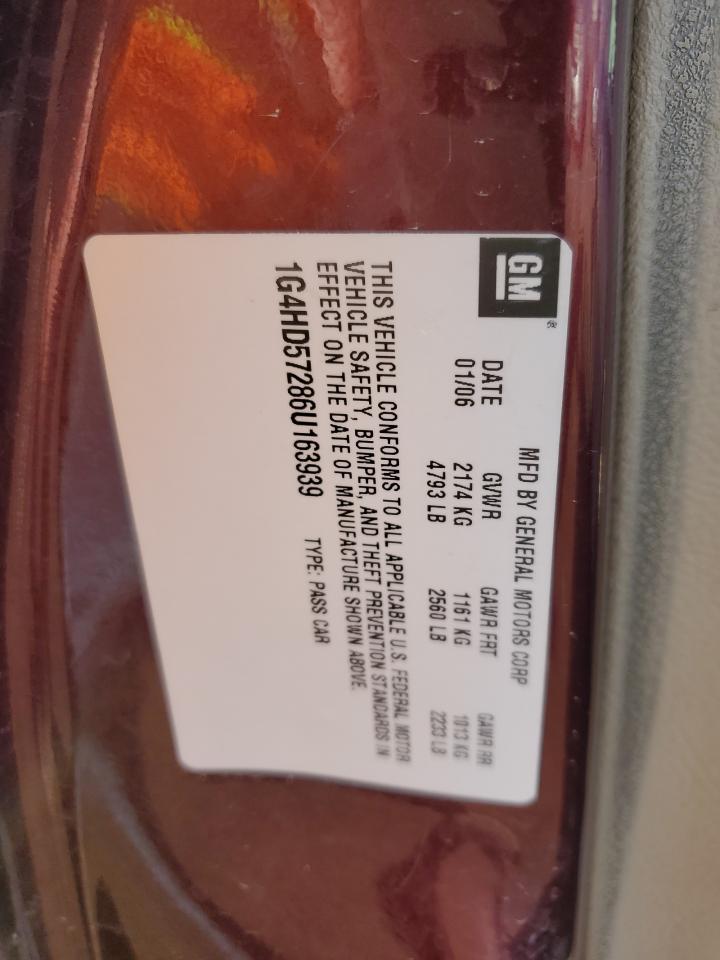 GM®
MFD BY GENERAL MOTORS CORP
DATE GVWR GAWR FRT GAWR RR
01/06 2174 KG 1161 KG 1013 KG
4793 LB 2560 LB 2233 LB
THIS VEHICLE CONFORMS TO ALL APPLICABLE U.S. FEDERAL MOTOR
VEHICLE SAFETY, BUMPER, AND THEFT PREVENTION STANDARDS IN
EFFECT ON THE DATE OF MANUFACTURE SHOWN ABOVE.
1G4HD57286U163939 TYPE: PASS CAR